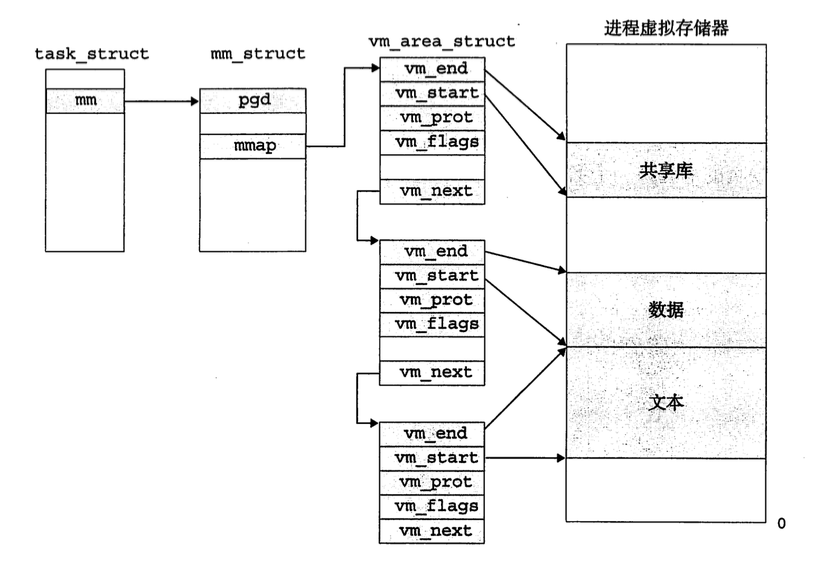 进程虚拟存储器
task_struct
mm_struct
vm_area_struct
mm
pgd
mmap
vm_end
vm_start
vm_prot
vm_flags
vm_next
vm_end
vm_start
vm_prot
vm_flags
vm_next
vm_end
vm_start
vm_prot
vm_flags
vm_next
共享库
数据
文本
0